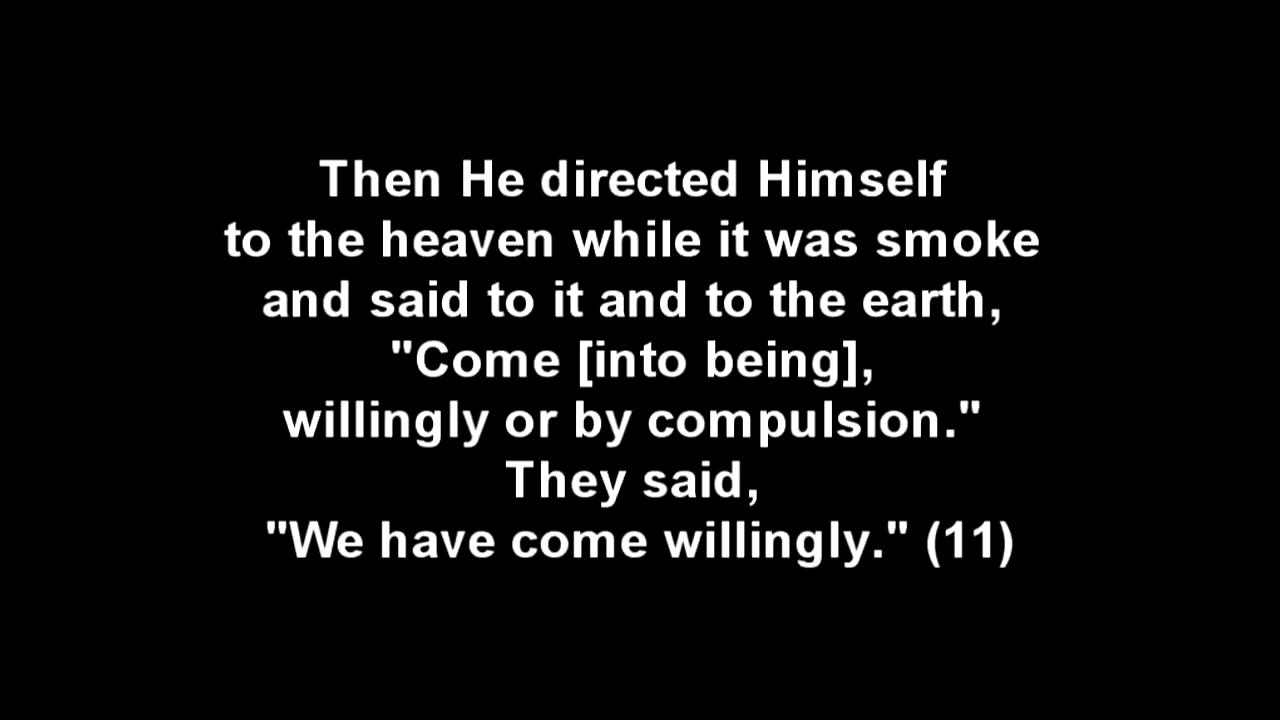 Then He directed Himself
to the heaven while it was smoke
and said to it and to the earth,
"Come [into being],
willingly or by compulsion."
They said,
"We have come willingly." (11)